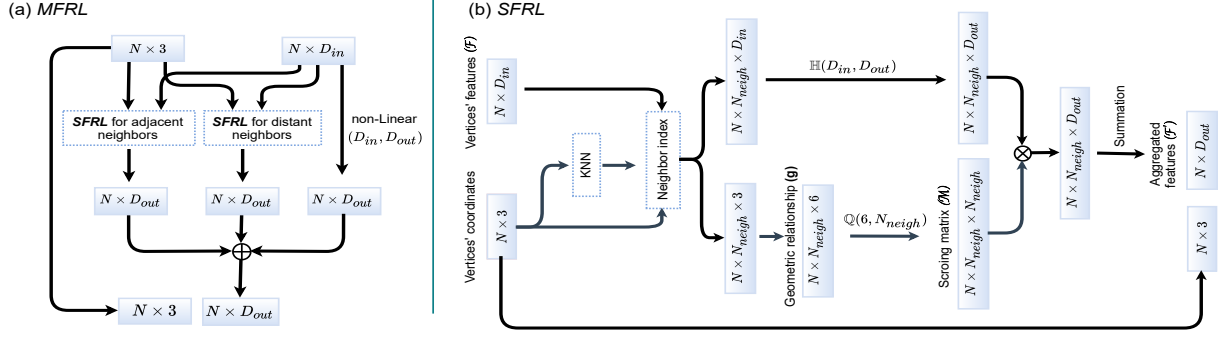 (a) MFRL
N × 3
N × D_in
SFRL for adjacent
neighbors
SFRL for distant
neighbors
non-Linear
(D_in, D_out)
N × D_out
N × D_out
N × D_out
N × 3
N × D_out
(b) SFRL
Vertices' features (ℱ)
N × D_in
Vertices' coordinates
N × 3
KNN
Neighbor index
N × N_neigh × D_in
ℍ(D_in, D_out)
N × N_neigh × D_out
N × N_neigh × 3
Geometric relationship (g)
N × N_neigh × 6
ℚ(6, N_neigh)
Scroing matrix (ℳ)
N × N_neigh × N_neigh
N × N_neigh × D_out
Summation
Aggregated
features (ℱ′)
N × D_out
N × 3